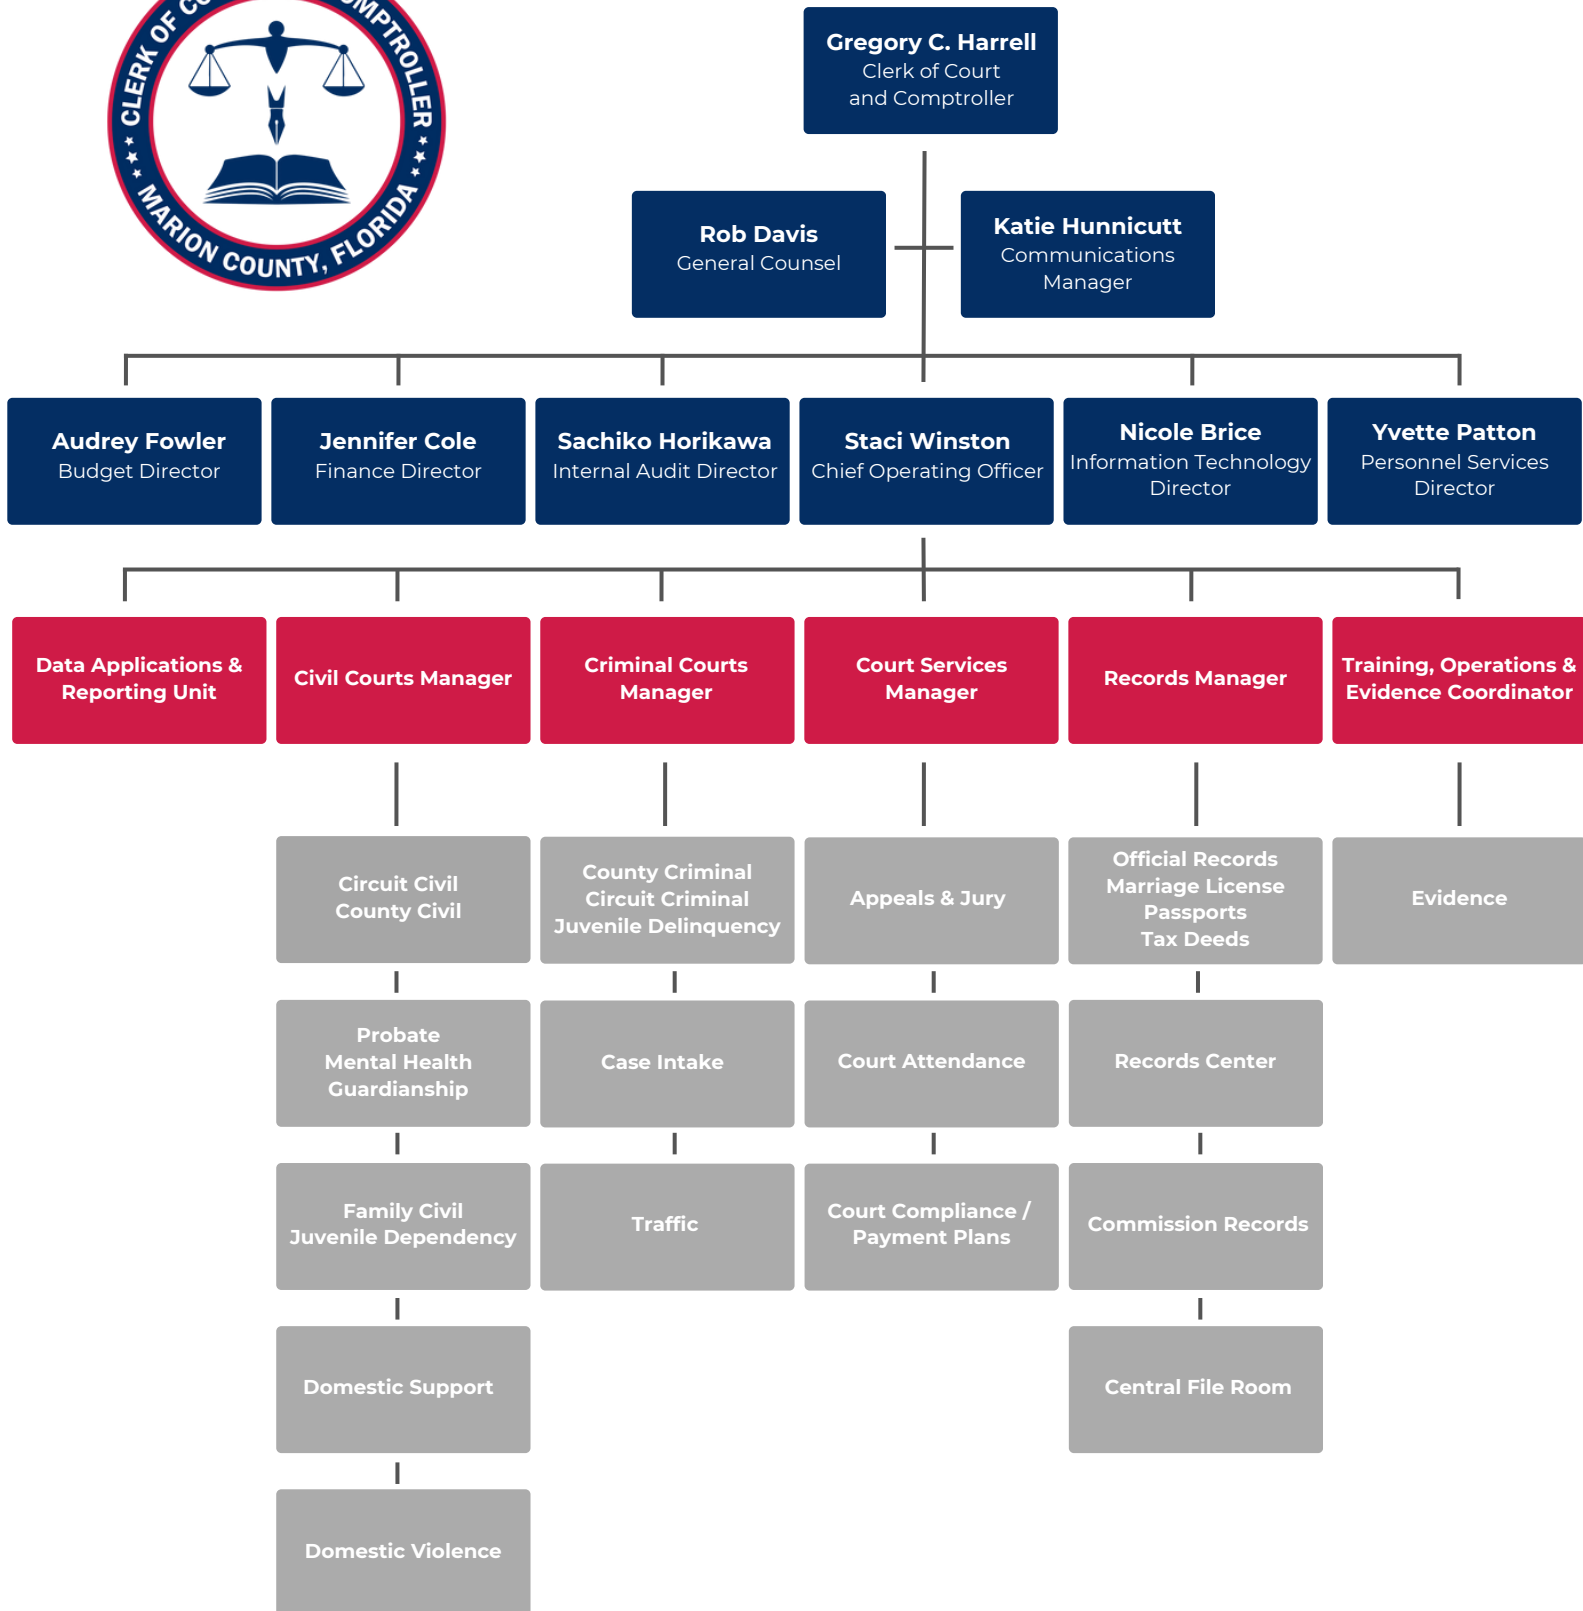 CLERK OF CO OMPTROLLER
MARION COUNTY, FLORIDA
Gregory C. Harrell
Clerk of Court
and Comptroller
Rob Davis
General Counsel
Katie Hunnicutt
Communications
Manager
Audrey Fowler
Budget Director
Jennifer Cole
Finance Director
Sachiko Horikawa
Internal Audit Director
Staci Winston
Chief Operating Officer
Nicole Brice
Information Technology
Director
Yvette Patton
Personnel Services
Director
Data Applications &
Reporting Unit
Civil Courts Manager
Criminal Courts
Manager
Court Services
Manager
Records Manager
Training, Operations &
Evidence Coordinator
Circuit Civil
County Civil
County Criminal
Circuit Criminal
Juvenile Delinquency
Appeals & Jury
Official Records
Marriage License
Passports
Tax Deeds
Evidence
Probate
Mental Health
Guardianship
Case Intake
Court Attendance
Records Center
Family Civil
Juvenile Dependency
Traffic
Court Compliance /
Payment Plans
Commission Records
Domestic Support
Central File Room
Domestic Violence